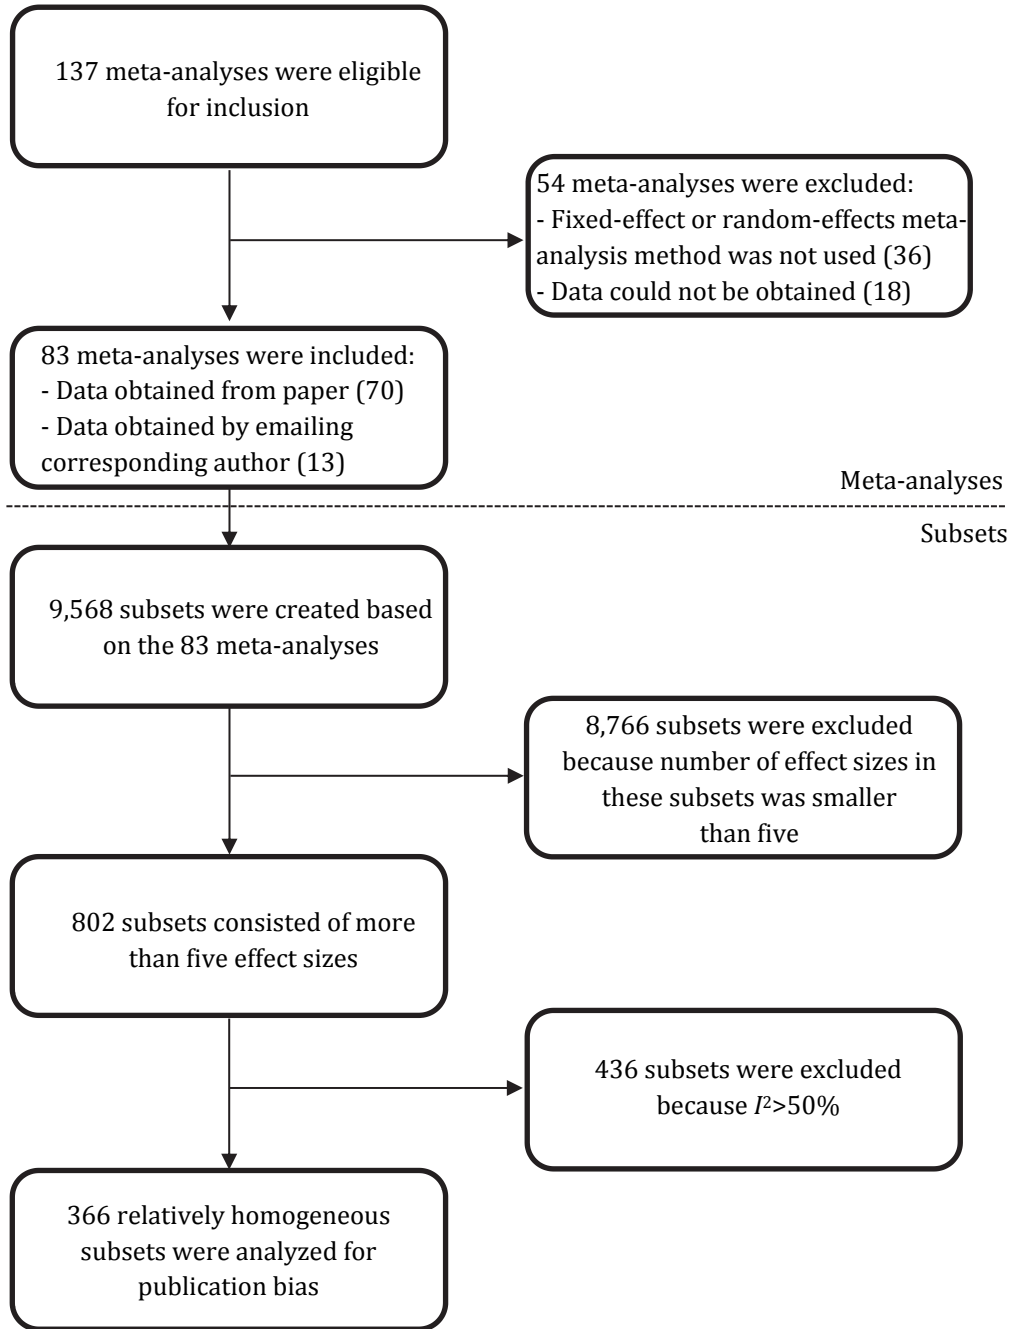 137 meta-analyses were eligible
for inclusion
54 meta-analyses were excluded:
- Fixed-effect or random-effects meta-
analysis method was not used (36)
- Data could not be obtained (18)
83 meta-analyses were included:
- Data obtained from paper (70)
- Data obtained by emailing
corresponding author (13)
Meta-analyses
Subsets
9,568 subsets were created based
on the 83 meta-analyses
8,766 subsets were excluded
because number of effect sizes in
these subsets was smaller
than five
802 subsets consisted of more
than five effect sizes
436 subsets were excluded
because I²>50%
366 relatively homogeneous
subsets were analyzed for
publication bias